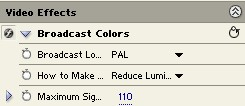 Video Effects
Broadcast Colors
Broadcast Lo... PAL
How to Make ... Reduce Lumi...
Maximum Sig... 110